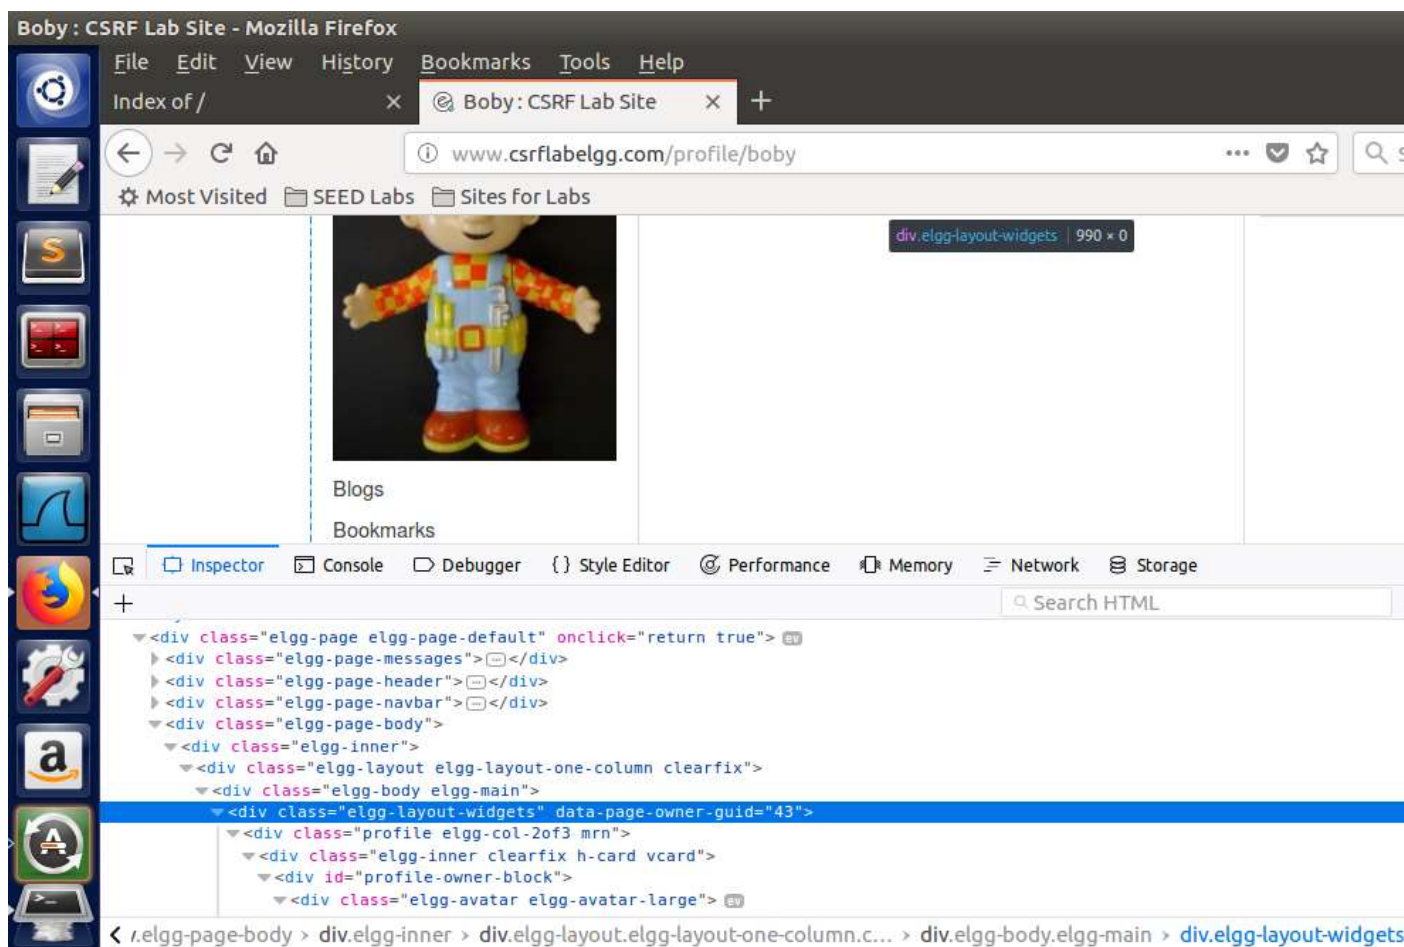 Boby : CSRF Lab Site - Mozilla Firefox
File Edit View History Bookmarks Tools Help
Index of / × Boby : CSRF Lab Site × +
www.csrflabelgg.com/profile/boby
Most Visited SEED Labs Sites for Labs
div.elgg-layout-widgets | 990 × 0
Blogs
Bookmarks
Inspector Console Debugger {} Style Editor Performance Memory Network Storage
+ Search HTML
<div class="elgg-page elgg-page-default" onclick="return true"> ev
<div class="elgg-page-messages">…</div>
<div class="elgg-page-header">…</div>
<div class="elgg-page-navbar">…</div>
<div class="elgg-page-body">
<div class="elgg-inner">
<div class="elgg-layout elgg-layout-one-column clearfix">
<div class="elgg-body elgg-main">
<div class="elgg-layout-widgets" data-page-owner-guid="43">
<div class="profile elgg-col-2of3 mrn">
<div class="elgg-inner clearfix h-card vcard">
<div id="profile-owner-block">
<div class="elgg-avatar elgg-avatar-large"> ev
.elgg-page-body > div.elgg-inner > div.elgg-layout.elgg-layout-one-column.c… > div.elgg-body.elgg-main > div.elgg-layout-widgets